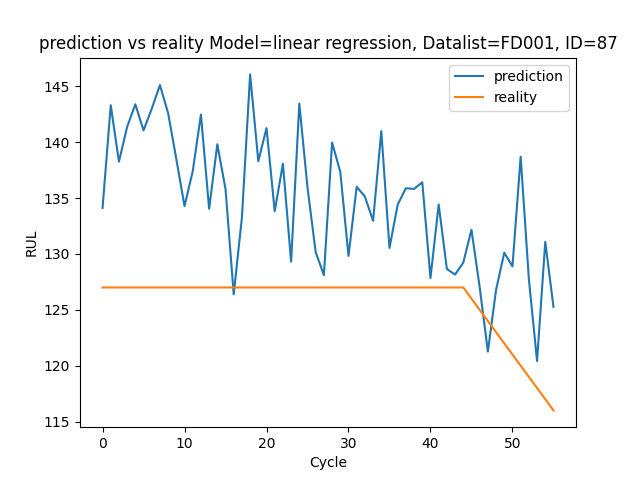 prediction vs reality Model=linear regression, Datalist=FD001, ID=87
prediction
reality
RUL
145
140
135
130
125
120
115
0 10 20 30 40 50
Cycle